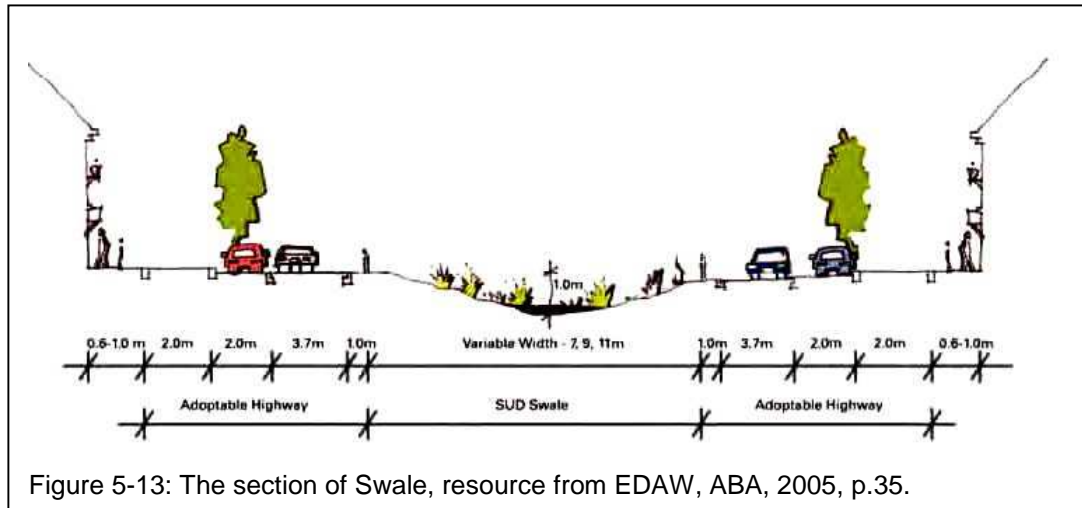 1.0m
0.6-1.0 m 2.0m 2.0m 3.7m 1.0m Variable Width - 7, 9, 11m 1.0m 3.7m 2.0m 2.0m 0.6-1.0m
Adoptable Highway SUD Swale Adoptable Highway
Figure 5-13: The section of Swale, resource from EDAW, ABA, 2005, p.35.